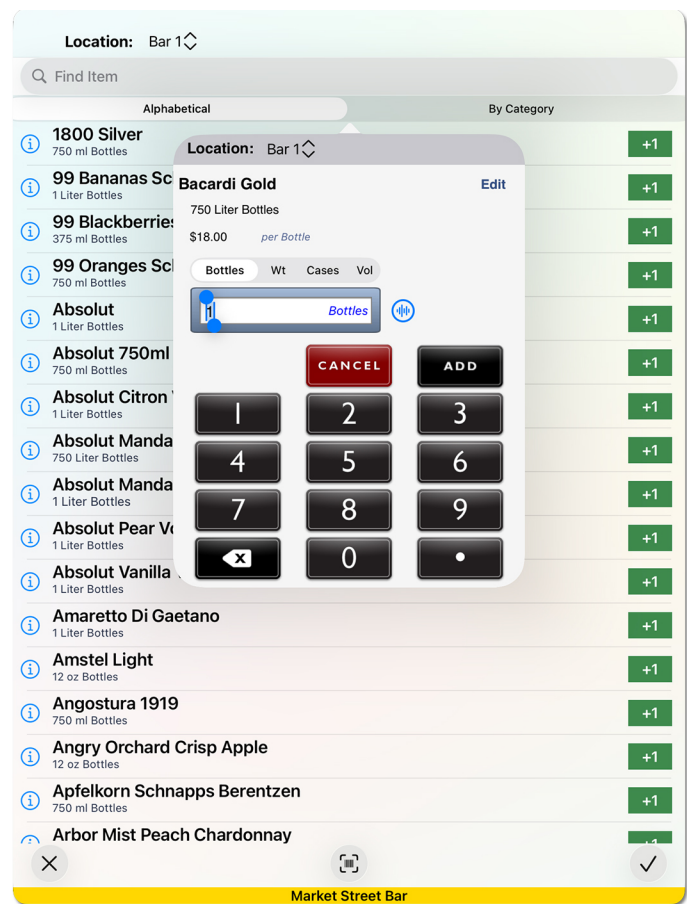 Location: Bar 1
Find Item
Alphabetical By Category
1800 Silver
750 ml Bottles
+1
99 Bananas Sc
1 Liter Bottles
+1
99 Blackberries
375 ml Bottles
+1
99 Oranges Sc
750 ml Bottles
+1
Absolut
1 Liter Bottles
+1
Absolut 750ml
750 ml Bottles
+1
Absolut Citron
1 Liter Bottles
+1
Absolut Manda
750 Liter Bottles
+1
Absolut Manda
1 Liter Bottles
+1
Absolut Pear Vo
1 Liter Bottles
+1
Absolut Vanilla
1 Liter Bottles
+1
Amaretto Di Gaetano
1 Liter Bottles
+1
Amstel Light
12 oz Bottles
+1
Angostura 1919
750 ml Bottles
+1
Angry Orchard Crisp Apple
12 oz Bottles
+1
Apfelkorn Schnapps Berentzen
750 ml Bottles
+1
Arbor Mist Peach Chardonnay
+1
Location: Bar 1
Bacardi Gold Edit
750 Liter Bottles
$18.00 per Bottle
Bottles Wt Cases Vol
1 Bottles
CANCEL ADD
1 2 3
4 5 6
7 8 9
0 .
Market Street Bar